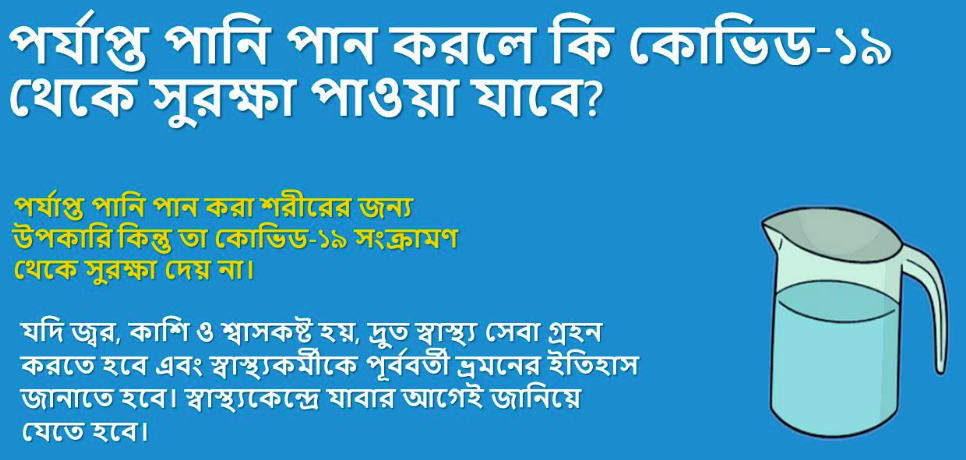 পর্যাপ্ত পানি পান করলে কি কোভিড-১৯
থেকে সুরক্ষা পাওয়া যাবে?
পর্যাপ্ত পানি পান করা শরীরের জন্য
উপকারি কিন্তু তা কোভিড-১৯ সংক্রামণ
থেকে সুরক্ষা দেয় না।
যদি জ্বর, কাশি ও শ্বাসকষ্ট হয়, দ্রুত স্বাস্থ্য সেবা গ্রহন
করতে হবে এবং স্বাস্থ্যকর্মীকে পূর্ববর্তী ভ্রমনের ইতিহাস
জানাতে হবে। স্বাস্থ্যকেন্দ্রে যাবার আগেই জানিয়ে
যেতে হবে।